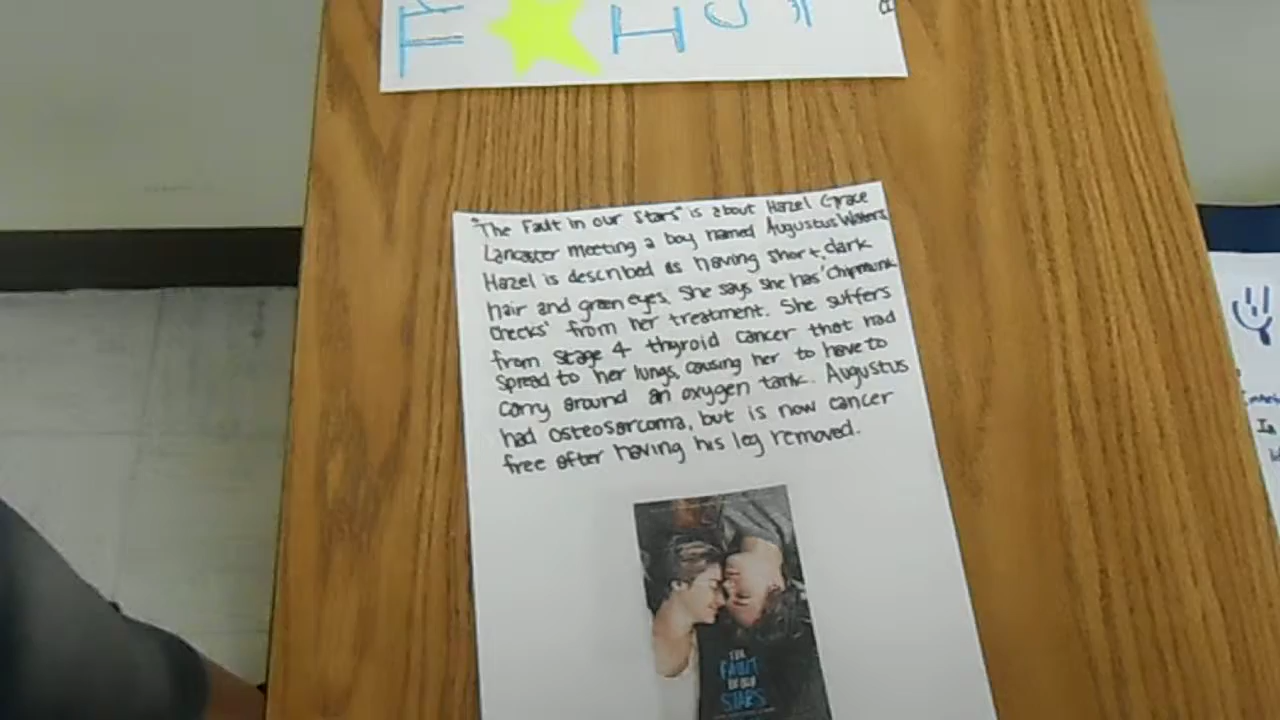 "The Fault in our Stars" is about Hazel Grace
Lancaster meeting a boy named Augustus Waters
Hazel is described as having short, dark
hair and green eyes. She says she has 'chipmunk
cheeks' from her treatment. She suffers
from stage 4 thyroid cancer that had
spread to her lungs, causing her to have to
carry around an oxygen tank. Augustus
had osteosarcoma, but is now cancer
free after having his leg removed.
THE
FAULT
IN OUR
STARS